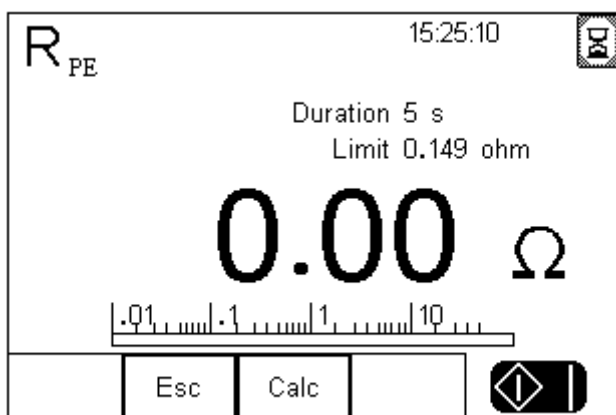 R PE
15:25:10
Duration 5 s
Limit 0.149 ohm
0.00 Ω
.01 .1 1 10
Esc Calc